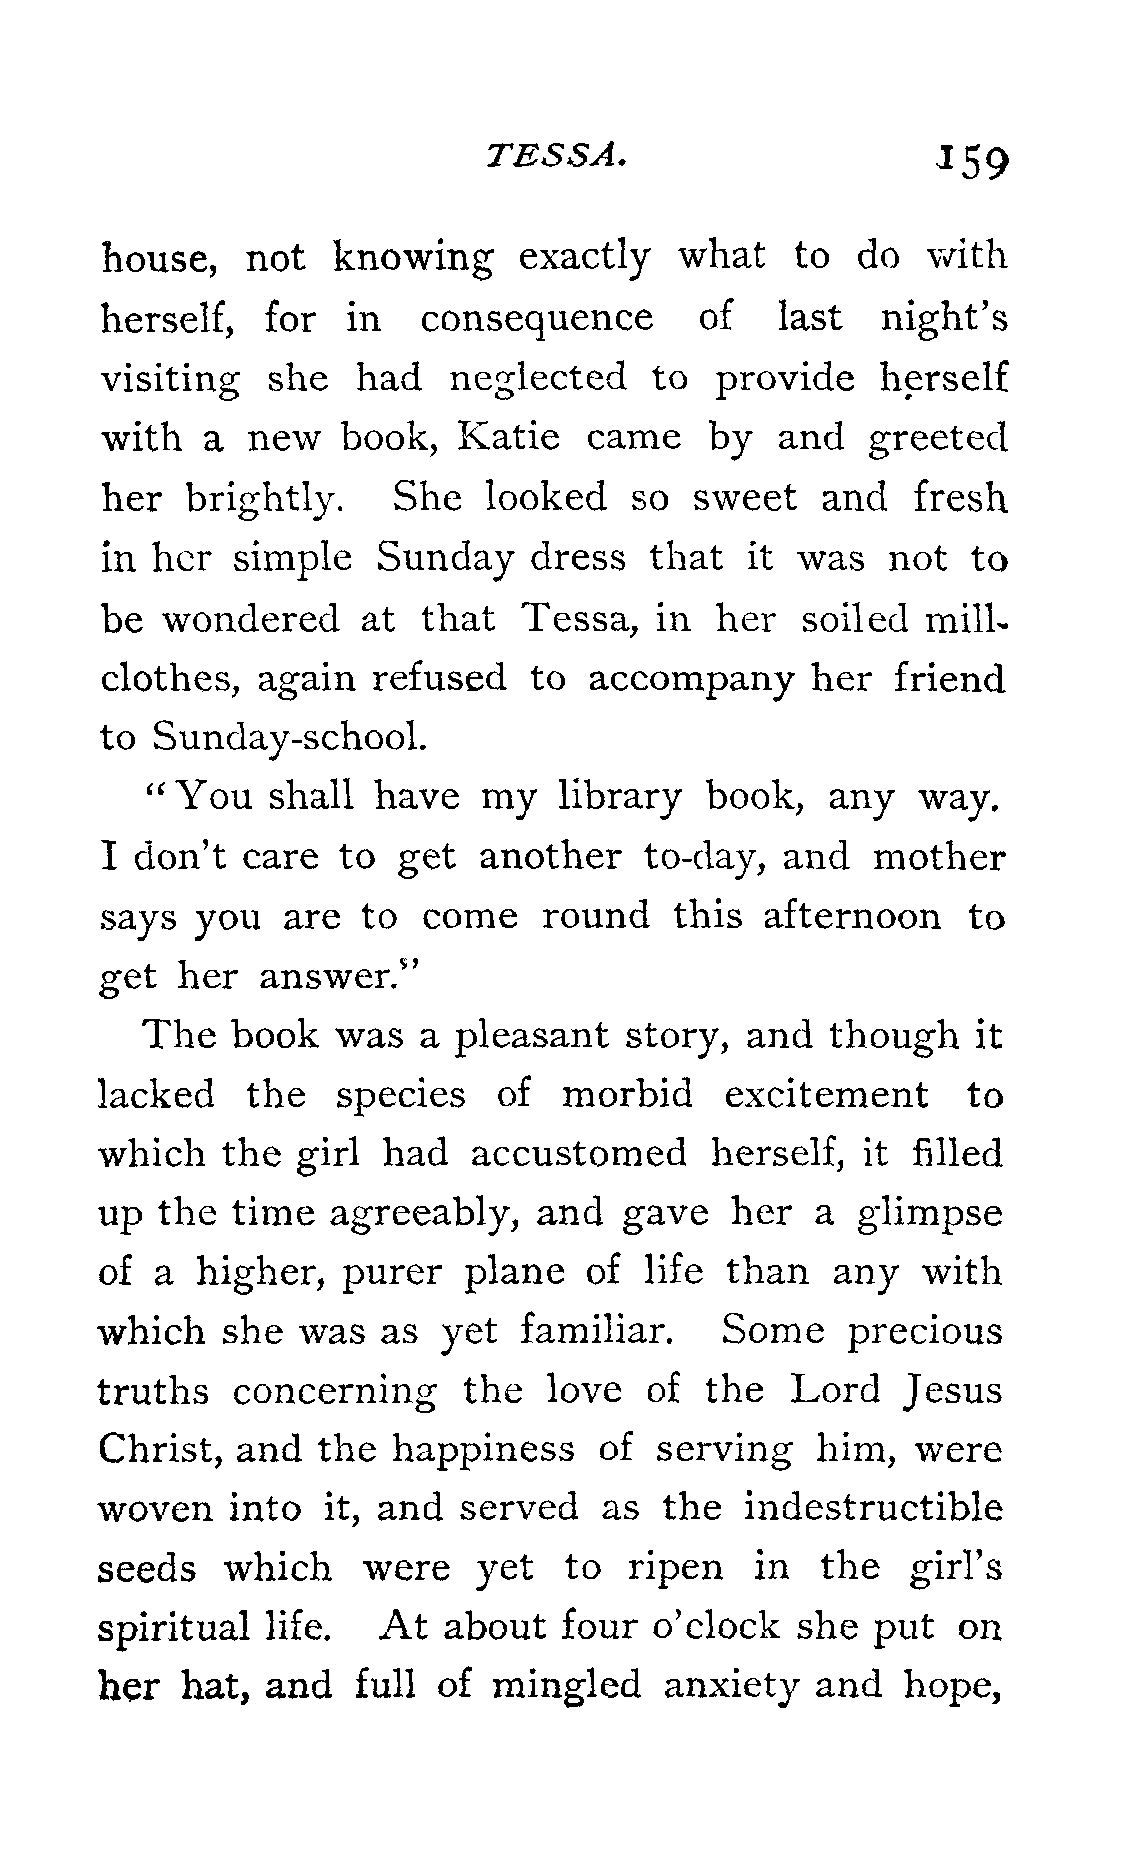 TESSA. 159
house, not knowing exactly what to do with
herself, for in consequence of last night's
visiting she had neglected to provide herself
with a new book, Katie came by and greeted
her brightly. She looked so sweet and fresh
in her simple Sunday dress that it was not to
be wondered at that Tessa, in her soiled mill-
clothes, again refused to accompany her friend
to Sunday-school.
"You shall have my library book, any way.
I don't care to get another to-day, and mother
says you are to come round this afternoon to
get her answer."
The book was a pleasant story, and though it
lacked the species of morbid excitement to
which the girl had accustomed herself, it filled
up the time agreeably, and gave her a glimpse
of a higher, purer plane of life than any with
which she was as yet familiar. Some precious
truths concerning the love of the Lord Jesus
Christ, and the happiness of serving him, were
woven into it, and served as the indestructible
seeds which were yet to ripen in the girl's
spiritual life. At about four o'clock she put on
her hat, and full of mingled anxiety and hope,